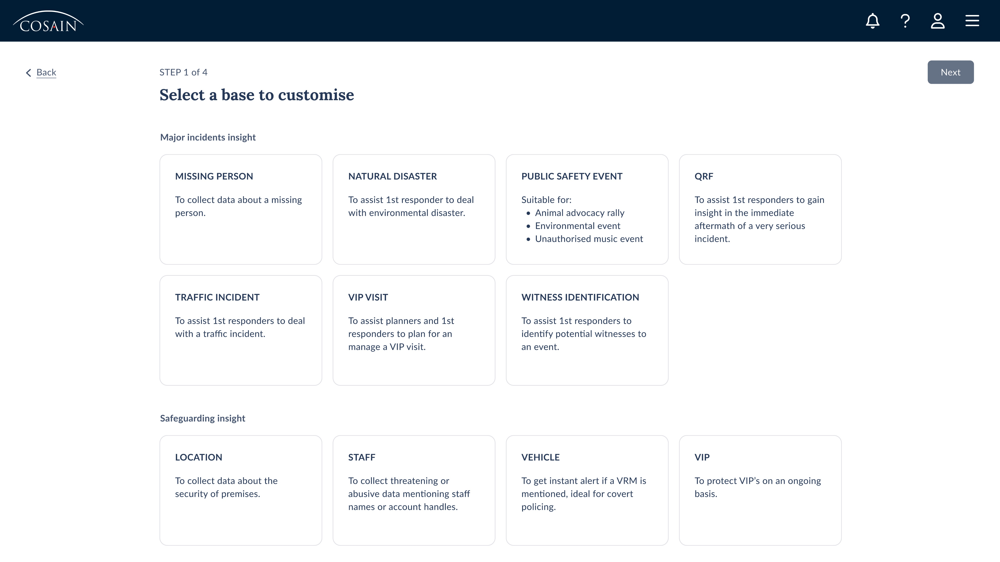 COSAIN
Back
STEP 1 of 4
Next
Select a base to customise
Major incidents insight
MISSING PERSON
To collect data about a missing
person.
NATURAL DISASTER
To assist 1st responder to deal
with environmental disaster.
PUBLIC SAFETY EVENT
Suitable for:
• Animal advocacy rally
• Environmental event
• Unauthorised music event
QRF
To assist 1st responders to gain
insight in the immediate
aftermath of a very serious
incident.
TRAFFIC INCIDENT
To assist 1st responders to deal
with a traffic incident.
VIP VISIT
To assist planners and 1st
responders to plan for an
manage a VIP visit.
WITNESS IDENTIFICATION
To assist 1st responders to
identify potential witnesses to
an event.
Safeguarding insight
LOCATION
To collect data about the
security of premises.
STAFF
To collect threatening or
abusive data mentioning staff
names or account handles.
VEHICLE
To get instant alert if a VRM is
mentioned, ideal for covert
policing.
VIP
To protect VIP’s on an ongoing
basis.